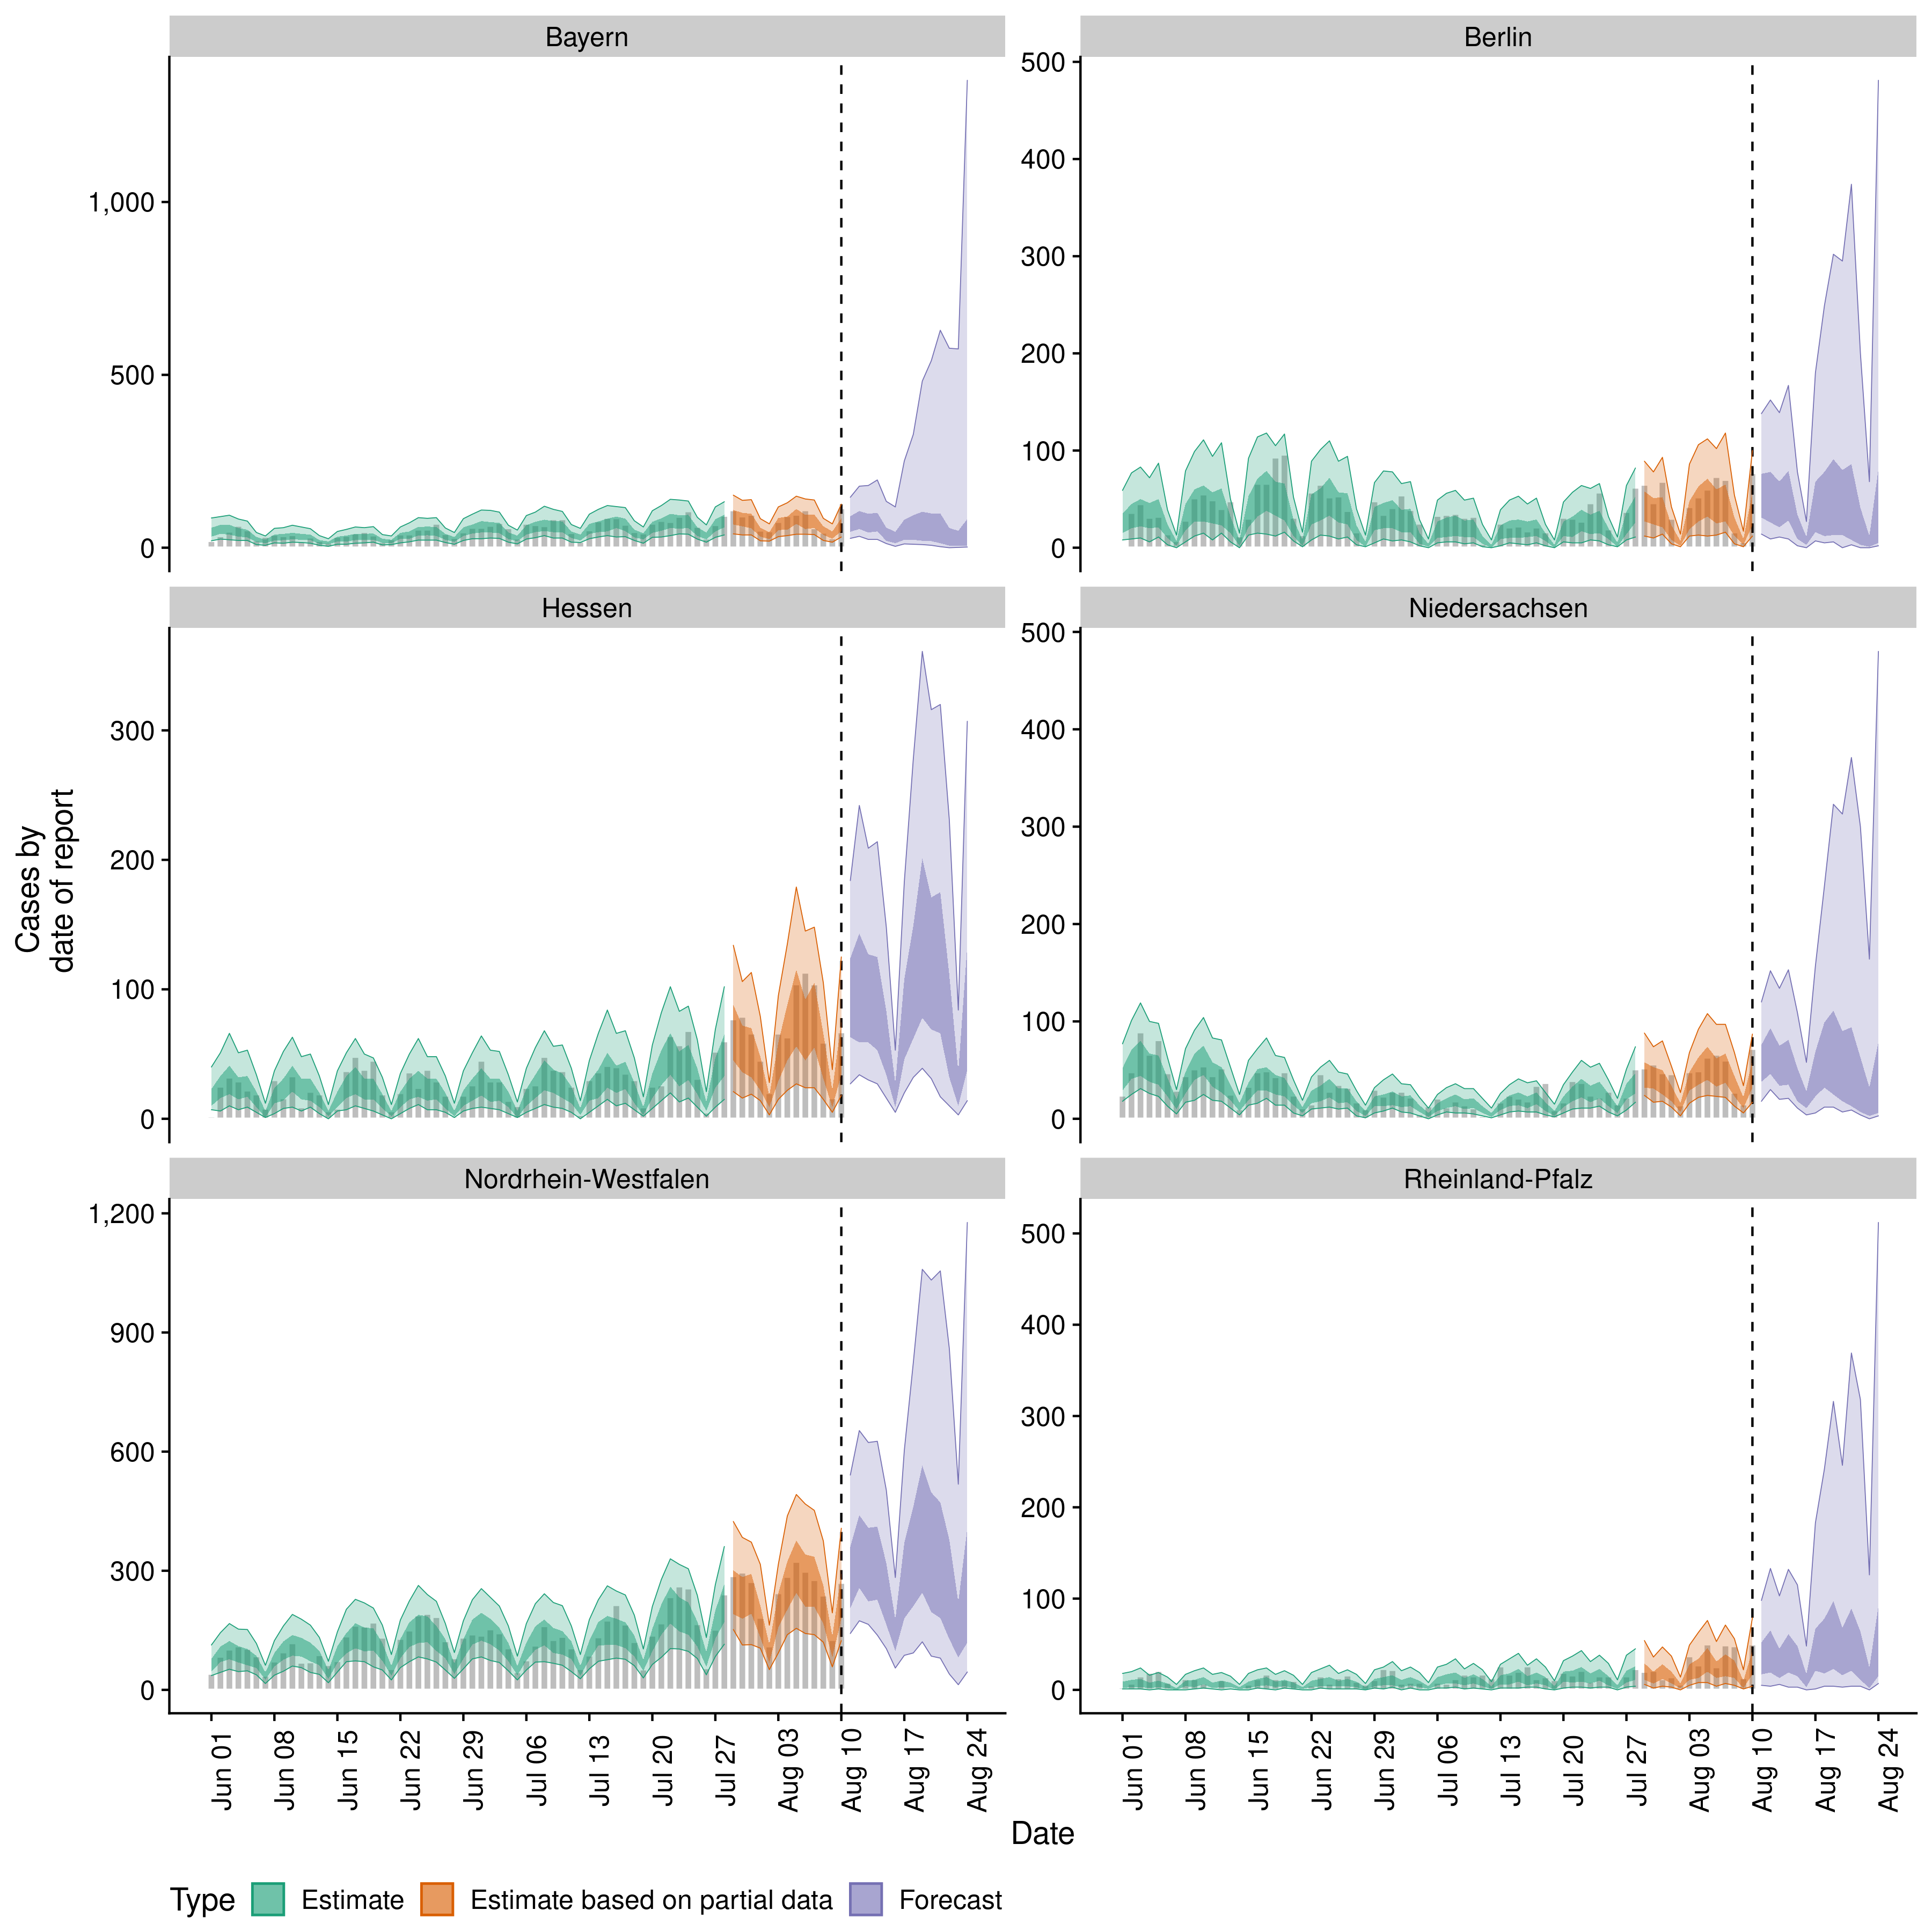 Bayern
Berlin
1,000
500
0
500
400
300
200
100
0
Hessen
Niedersachsen
300
200
100
0
500
400
300
200
100
0
Cases by
date of report
Nordrhein-Westfalen
Rheinland-Pfalz
1,200
900
600
300
0
500
400
300
200
100
0
Jun 01
Jun 08
Jun 15
Jun 22
Jun 29
Jul 06
Jul 13
Jul 20
Jul 27
Aug 03
Aug 10
Aug 17
Aug 24
Jun 01
Jun 08
Jun 15
Jun 22
Jun 29
Jul 06
Jul 13
Jul 20
Jul 27
Aug 03
Aug 10
Aug 17
Aug 24
Date
Type Estimate Estimate based on partial data Forecast